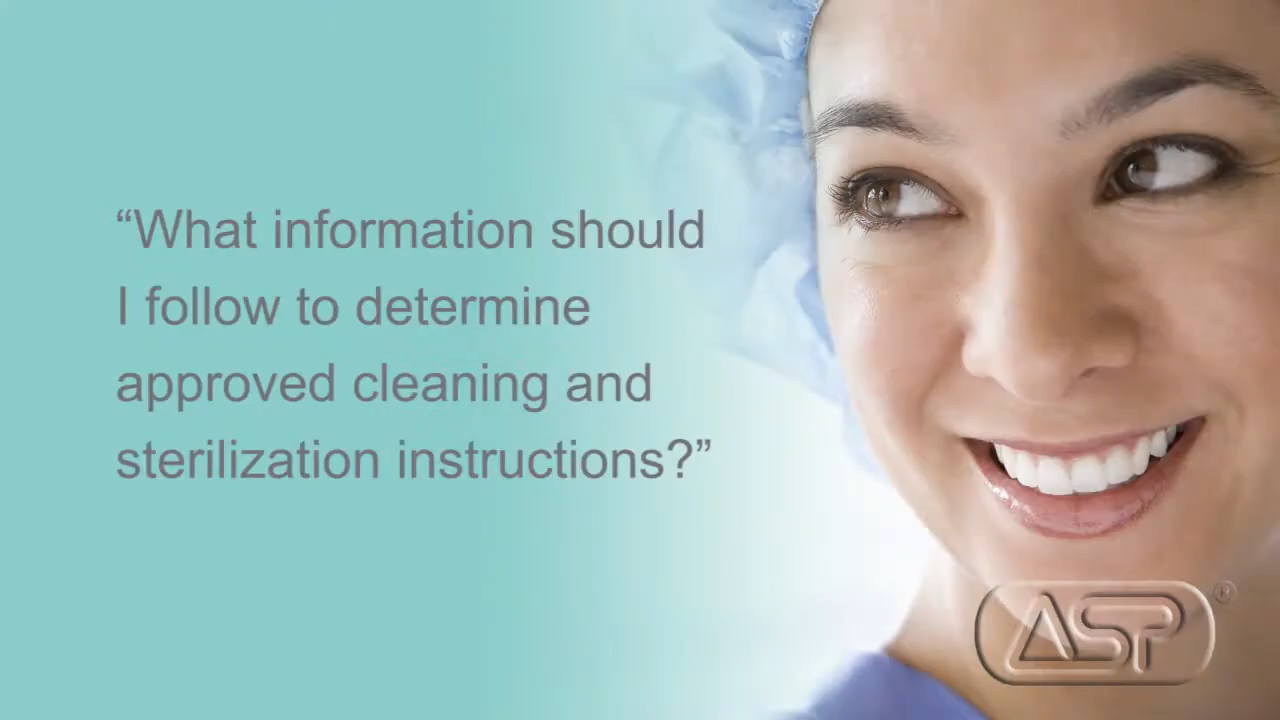 “What information should
I follow to determine
approved cleaning and
sterilization instructions?”
ASP®